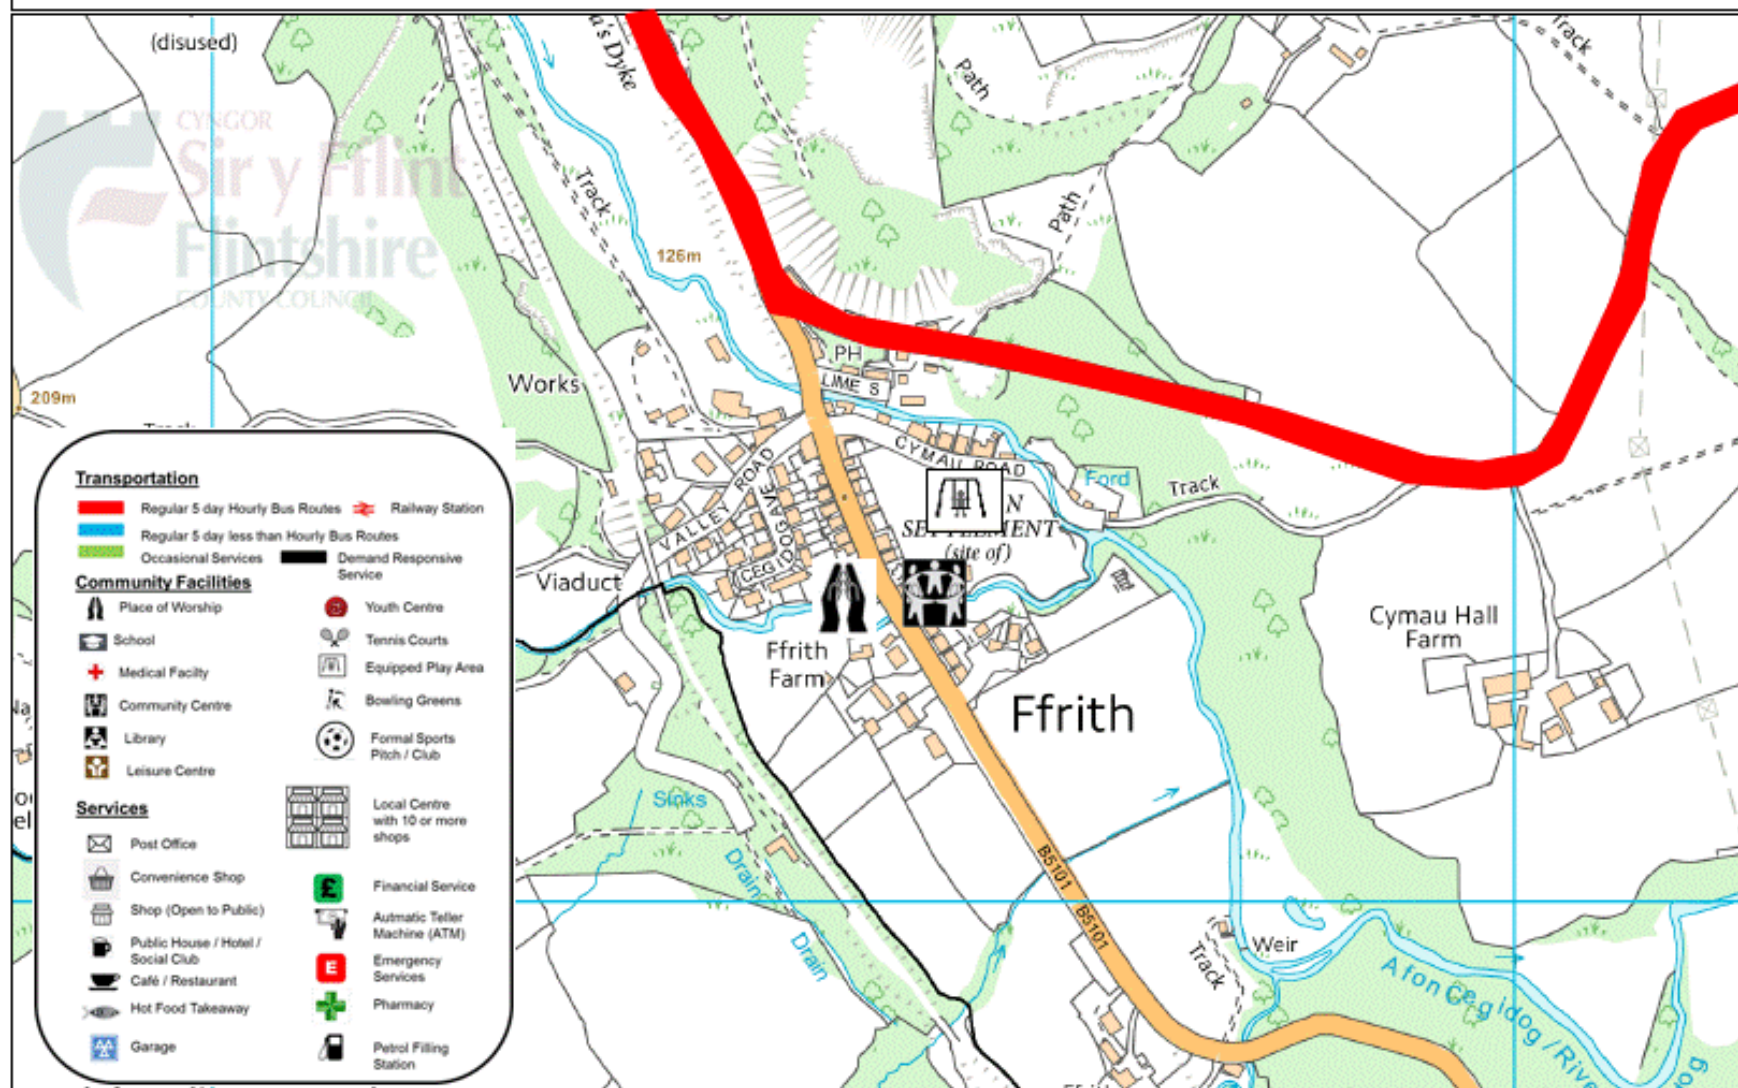 (disused)
a's Dyke
Track
Path
Track
Path
CYNGOR
Sir y Fflint
Flintshire
COUNTY COUNCIL
126m
209m
Works
PH
LIME S
CYMAU ROAD
VALLEY ROAD
CEGIDOG AVE
Ford
Track
N
SETTLEMENT
(site of)
Viaduct
Ffrith
Farm
Ffrith
Cymau Hall
Farm
Sinks
Drain
Drain
B5101
B5101
Weir
Track
Afon Cegidog / Rive
og
Transportation
Regular 5 day Hourly Bus Routes
Railway Station
Regular 5 day less than Hourly Bus Routes
Occasional Services
Demand Responsive
Service
Community Facilities
Place of Worship
Youth Centre
School
Tennis Courts
Medical Facilty
Equipped Play Area
Community Centre
Bowling Greens
Library
Formal Sports
Pitch / Club
Leisure Centre
Services
Local Centre
with 10 or more
shops
Post Office
Convenience Shop
Financial Service
Shop (Open to Public)
Autmatic Teller
Machine (ATM)
Public House / Hotel /
Social Club
Emergency
Services
Café / Restaurant
Hot Food Takeaway
Pharmacy
Garage
Petrol Filling
Station